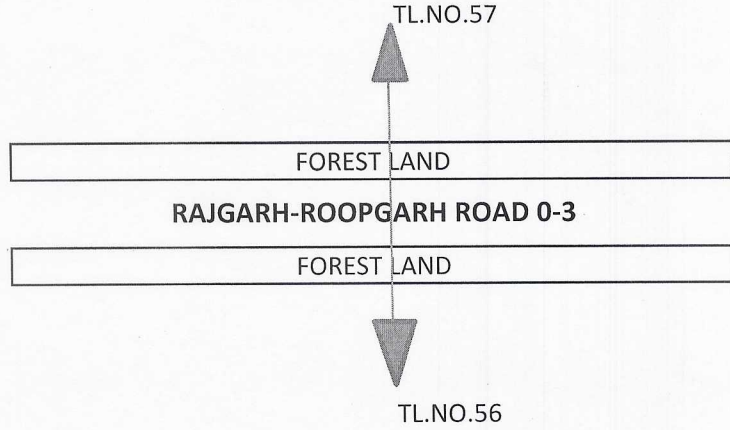 TL.NO.57
FOREST LAND
RAJGARH-ROOPGARH ROAD 0-3
FOREST LAND
TL.NO.56